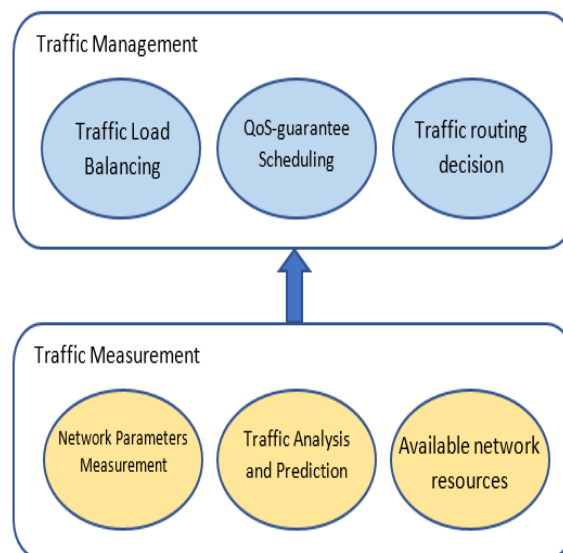 Traffic Management
Traffic Load
Balancing
QoS-guarantee
Scheduling
Traffic routing
decision
Traffic Measurement
Network Parameters
Measurement
Traffic Analysis
and Prediction
Available network
resources